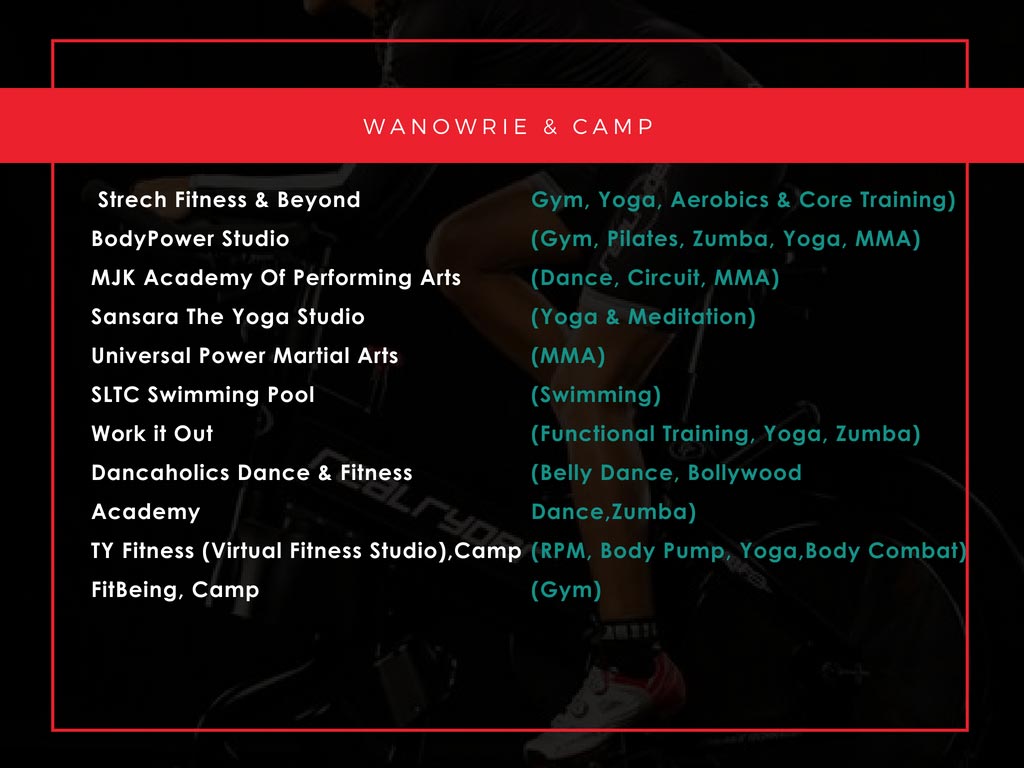 WANOWRIE & CAMP
Strech Fitness & Beyond Gym, Yoga, Aerobics & Core Training)
BodyPower Studio (Gym, Pilates, Zumba, Yoga, MMA)
MJK Academy Of Performing Arts (Dance, Circuit, MMA)
Sansara The Yoga Studio (Yoga & Meditation)
Universal Power Martial Arts (MMA)
SLTC Swimming Pool (Swimming)
Work it Out (Functional Training, Yoga, Zumba)
Dancaholics Dance & Fitness (Belly Dance, Bollywood
Academy Dance,Zumba)
TY Fitness (Virtual Fitness Studio),Camp (RPM, Body Pump, Yoga,Body Combat)
FitBeing, Camp (Gym)